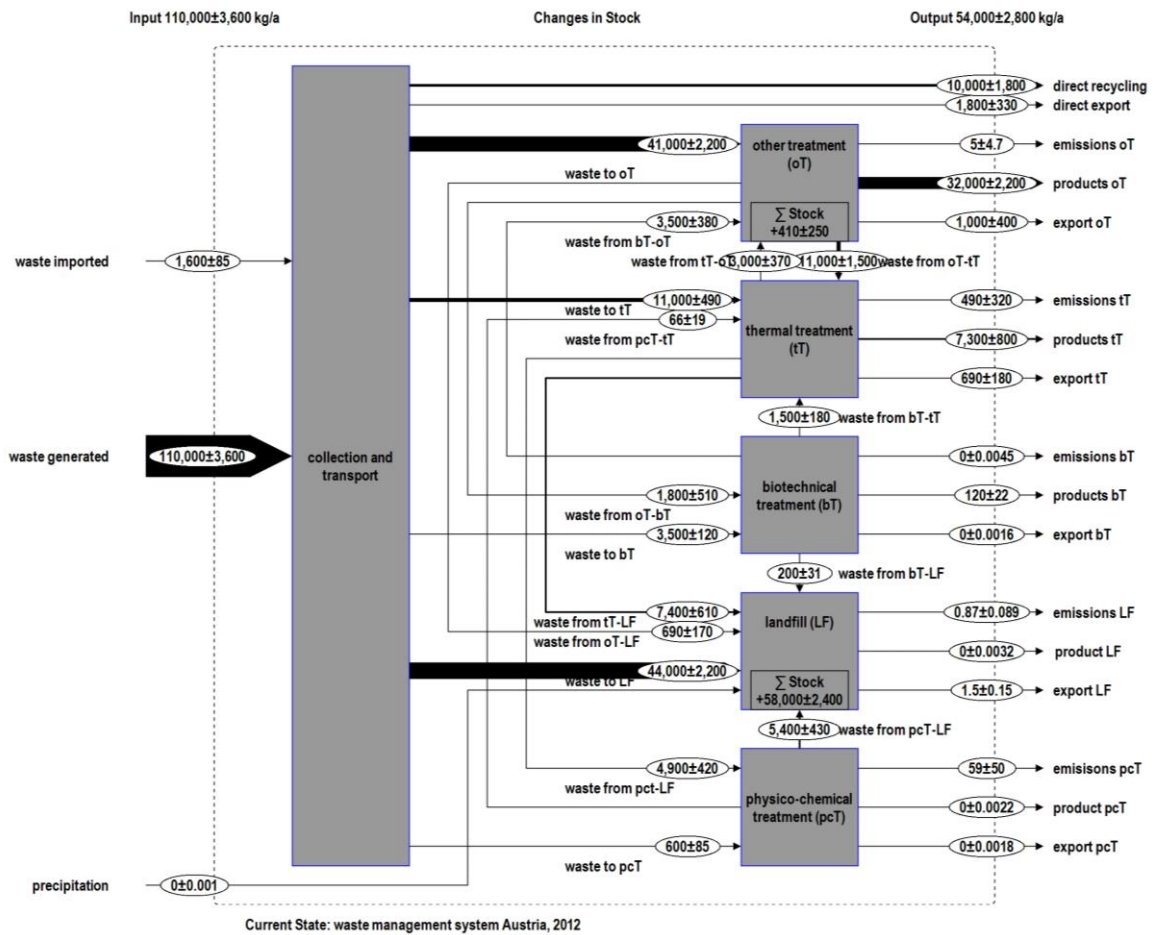 Input 110,000±3,600 kg/a
Changes in Stock
Output 54,000±2,800 kg/a
10,000±1,800 direct recycling
1,800±330 direct export
41,000±2,200
waste to oT
other treatment
(oT)
∑ Stock
+410±250
5±4.7 emissions oT
32,000±2,200 products oT
3,500±380
waste from bT-oT
1,000±400 export oT
waste imported 1,600±85
waste from tT-oT 3,000±370
11,000±1,500 waste from oT-tT
11,000±490
waste to tT
66±19
waste from pcT-tT
thermal treatment
(tT)
490±320 emissions tT
7,300±800 products tT
690±180 export tT
1,500±180 waste from bT-tT
waste generated 110,000±3,600
collection and
transport
biotechnical
treatment (bT)
0±0.0045 emissions bT
1,800±510
waste from oT-bT
120±22 products bT
3,500±120
waste to bT
0±0.0016 export bT
200±31 waste from bT-LF
7,400±610
waste from tT-LF
690±170
waste from oT-LF
landfill (LF)
∑ Stock
+58,000±2,400
0.87±0.089 emissions LF
0±0.0032 product LF
44,000±2,200
waste to LF
1.5±0.15 export LF
5,400±430 waste from pcT-LF
4,900±420
waste from pct-LF
physico-chemical
treatment (pcT)
59±50 emisisons pcT
0±0.0022 product pcT
600±85
waste to pcT
0±0.0018 export pcT
precipitation 0±0.001
Current State: waste management system Austria, 2012